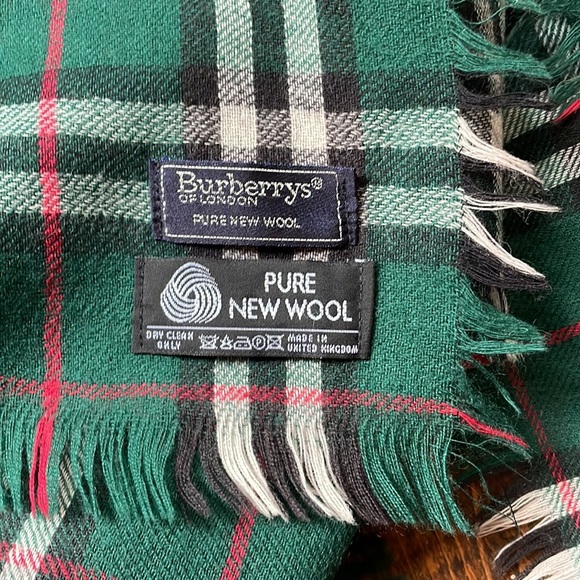 Burberrys®
OF LONDON
PURE NEW WOOL
PURE
NEW WOOL
DRY CLEAN
ONLY
MADE IN
UNITED KINGDOM